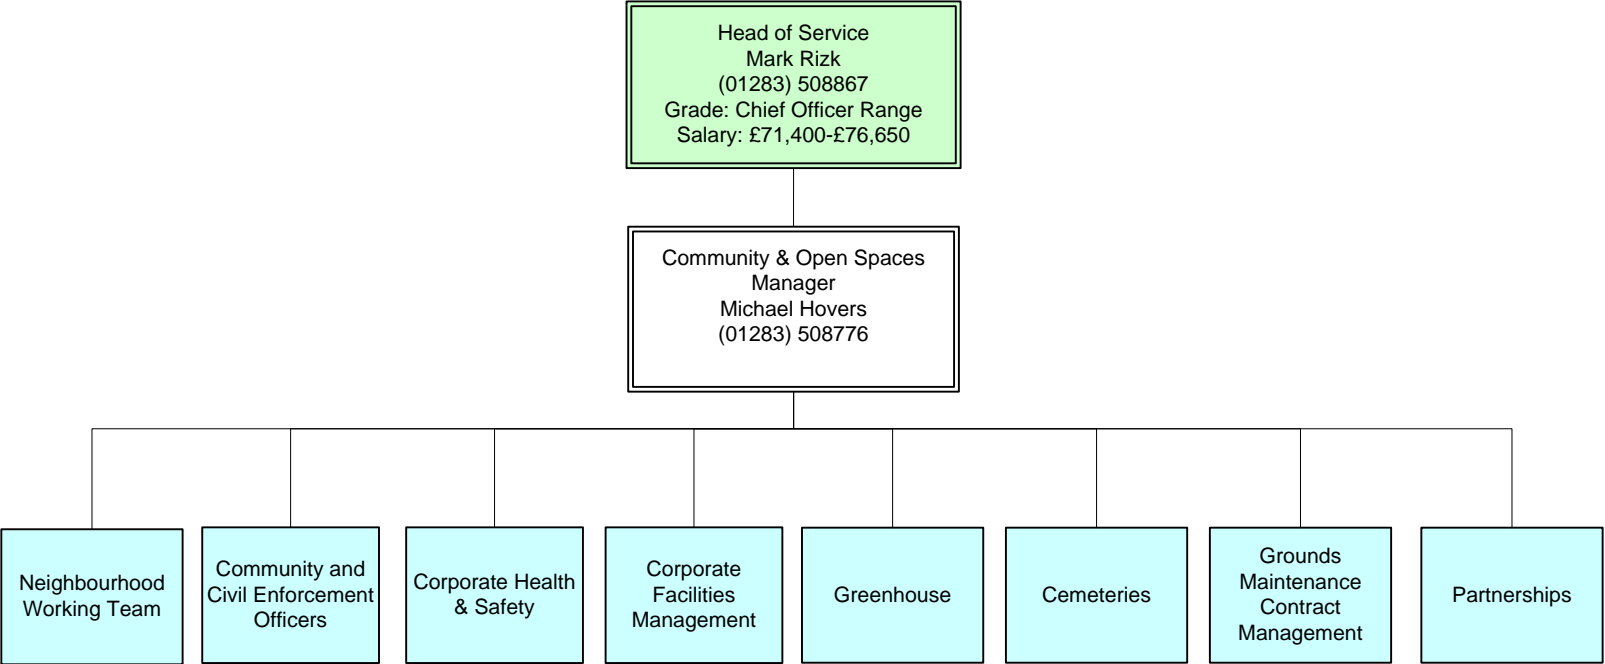 Head of Service
Mark Rizk
(01283) 508867
Grade: Chief Officer Range
Salary: £71,400-£76,650
Community & Open Spaces
Manager
Michael Hovers
(01283) 508776
Neighbourhood
Working Team
Community and
Civil Enforcement
Officers
Corporate Health
& Safety
Corporate
Facilities
Management
Greenhouse
Cemeteries
Grounds
Maintenance
Contract
Management
Partnerships